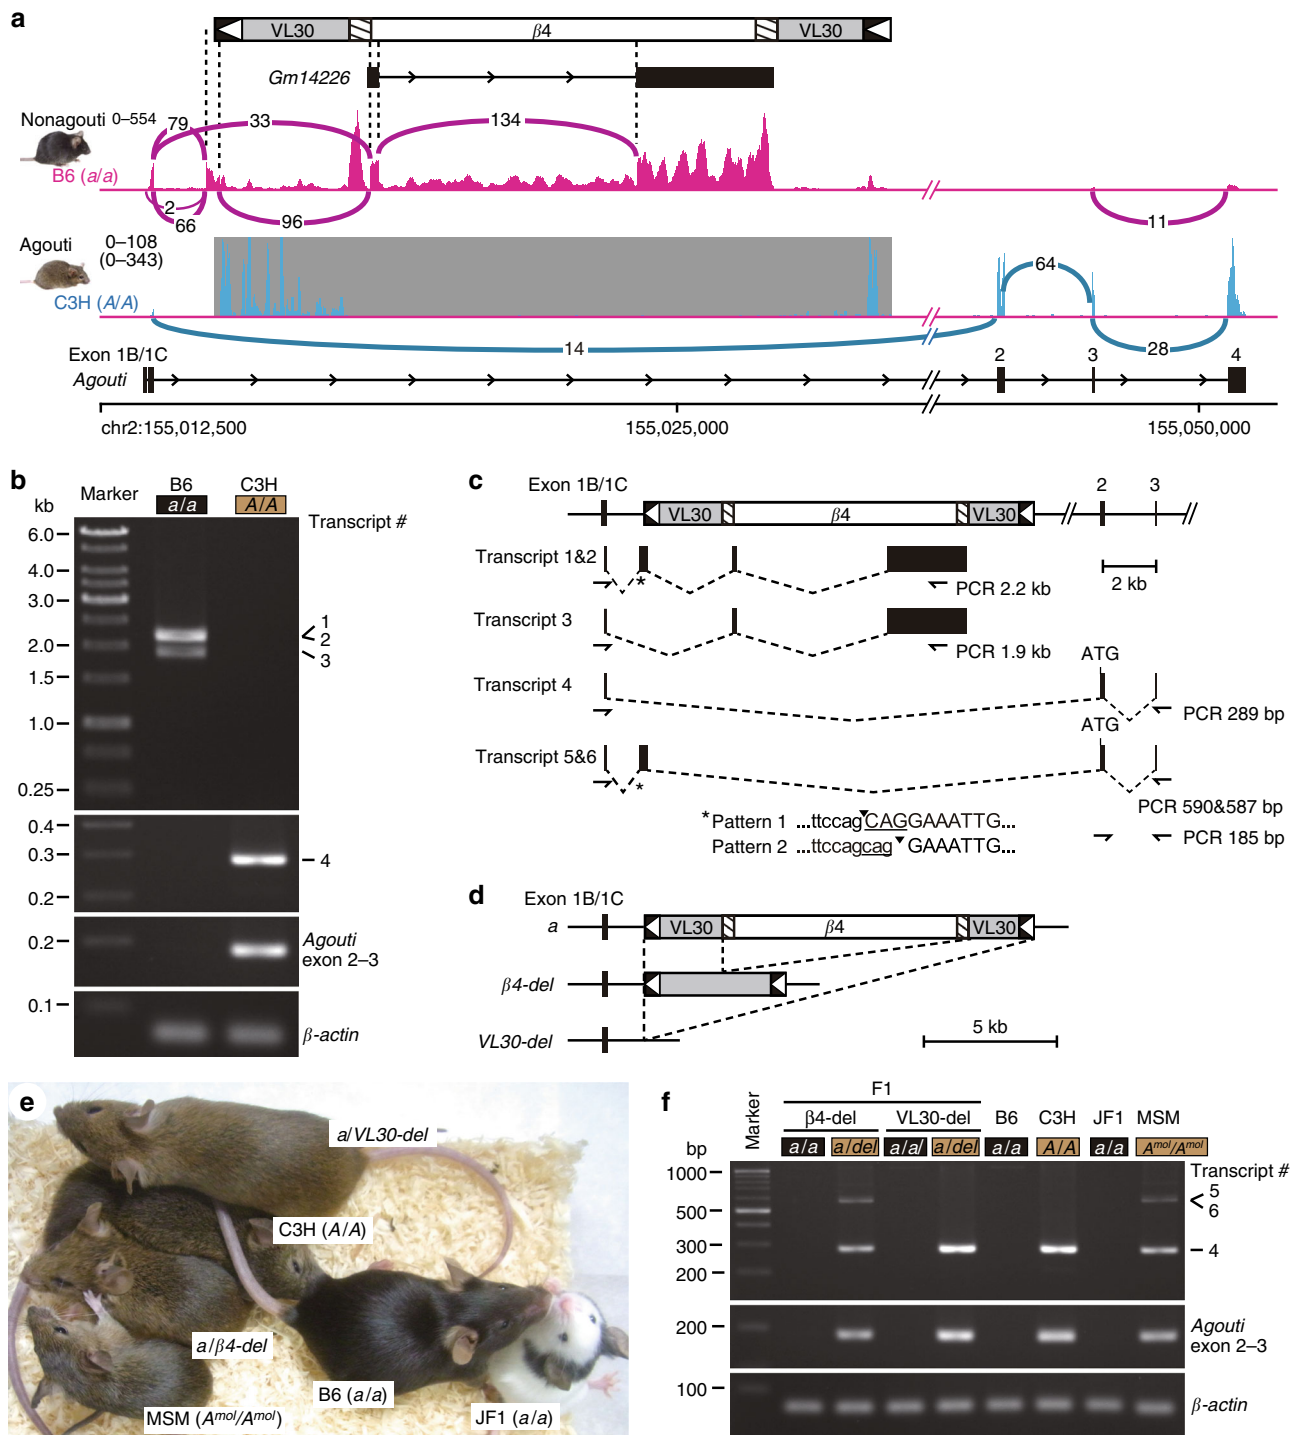 a
VL30 β4 VL30
Gm14226
Nonagouti 0–554
79 33 134
B6 (a/a)
2
66 96 11
Agouti 0–108
(0–343)
C3H (A/A)
64
14 28
Exon 1B/1C 2 3 4
Agouti
chr2:155,012,500 155,025,000 155,050,000
b
B6 C3H
kb Marker a/a A/A
Transcript #
6.0
4.0
3.0
2.0
1.5
1.0
0.25
1
2
3
0.4
0.3
0.2
4
0.2
Agouti
exon 2–3
0.1
β-actin
c
Exon 1B/1C 2 3
VL30 β4 VL30
Transcript 1&2
*
PCR 2.2 kb
2 kb
Transcript 3
PCR 1.9 kb
ATG
Transcript 4
PCR 289 bp
ATG
Transcript 5&6
*
PCR 590&587 bp
*Pattern 1 ...ttccagCAGGAAATTG...
Pattern 2 ...ttccagcagGAAATTG...
PCR 185 bp
d
Exon 1B/1C
a VL30 β4 VL30
β4-del
VL30-del
5 kb
e
a/VL30-del
C3H (A/A)
a/β4-del
B6 (a/a)
MSM (Amol/Amol)
JF1 (a/a)
f
F1
Marker
β4-del VL30-del B6 C3H JF1 MSM
bp a/a a/del a/a/ a/del a/a A/A a/a Amol/Amol
Transcript #
1000
500
300
200
5
6
4
200
Agouti
exon 2–3
100
β-actin